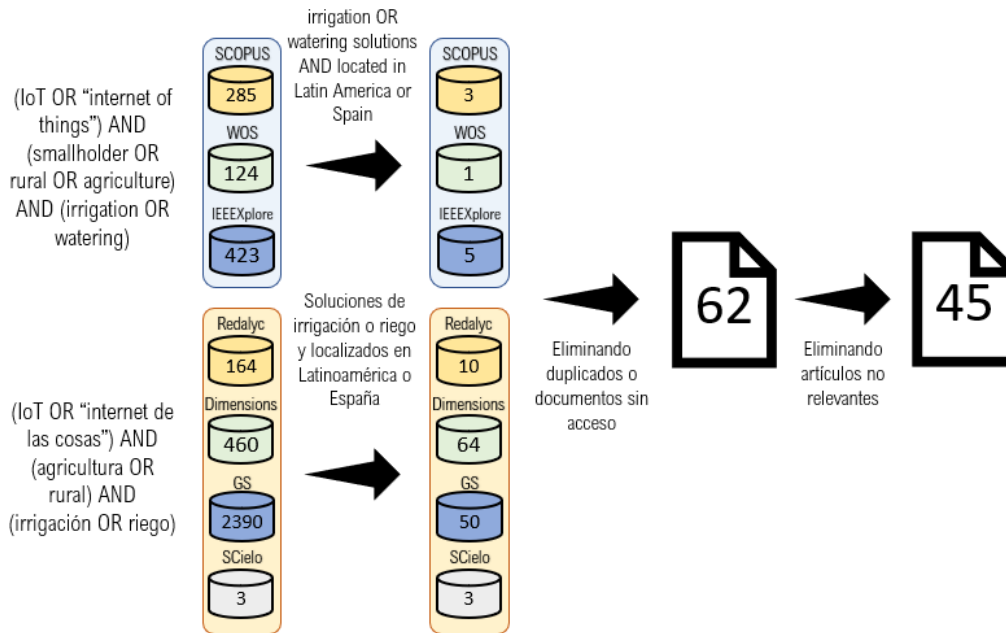 (IoT OR “internet of
things”) AND
(smallholder OR
rural OR agriculture)
AND (irrigation OR
watering)
SCOPUS
285
WOS
124
IEEEXplore
423
irrigation OR
watering solutions
AND located in
Latin America or
Spain
SCOPUS
3
WOS
1
IEEEXplore
5
(IoT OR “internet de
las cosas”) AND
(agricultura OR
rural) AND
(irrigación OR riego)
Redalyc
164
Dimensions
460
GS
2390
SCielo
3
Soluciones de
irrigación o riego
y localizados en
Latinoamérica o
España
Redalyc
10
Dimensions
64
GS
50
SCielo
3
Eliminando
duplicados o
documentos sin
acceso
62
Eliminando
artículos no
relevantes
45